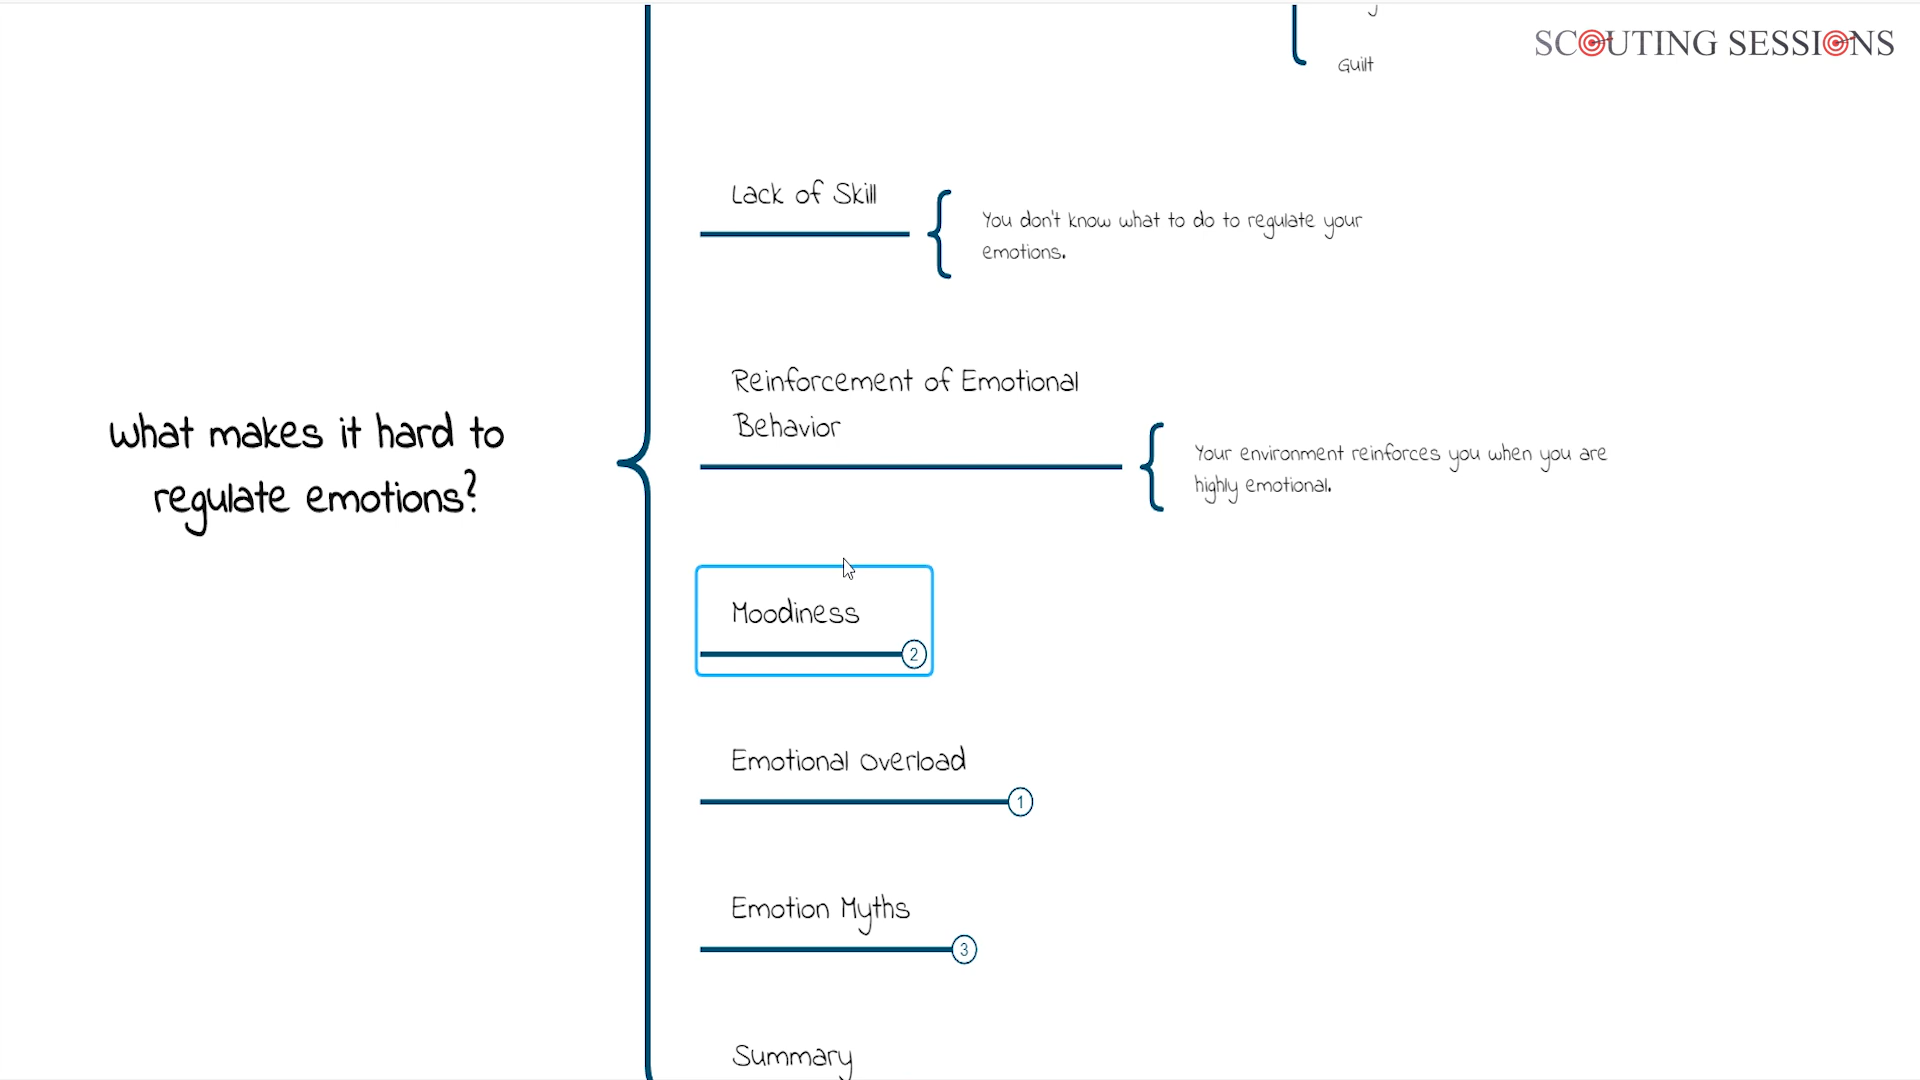 SCOUTING SESSIONS
Guilt
Lack of Skill
You don't know what to do to regulate your
emotions.
Reinforcement of Emotional
Behavior
Your environment reinforces you when you are
highly emotional.
What makes it hard to
regulate emotions?
Moodiness
2
Emotional Overload
1
Emotion Myths
3
Summary